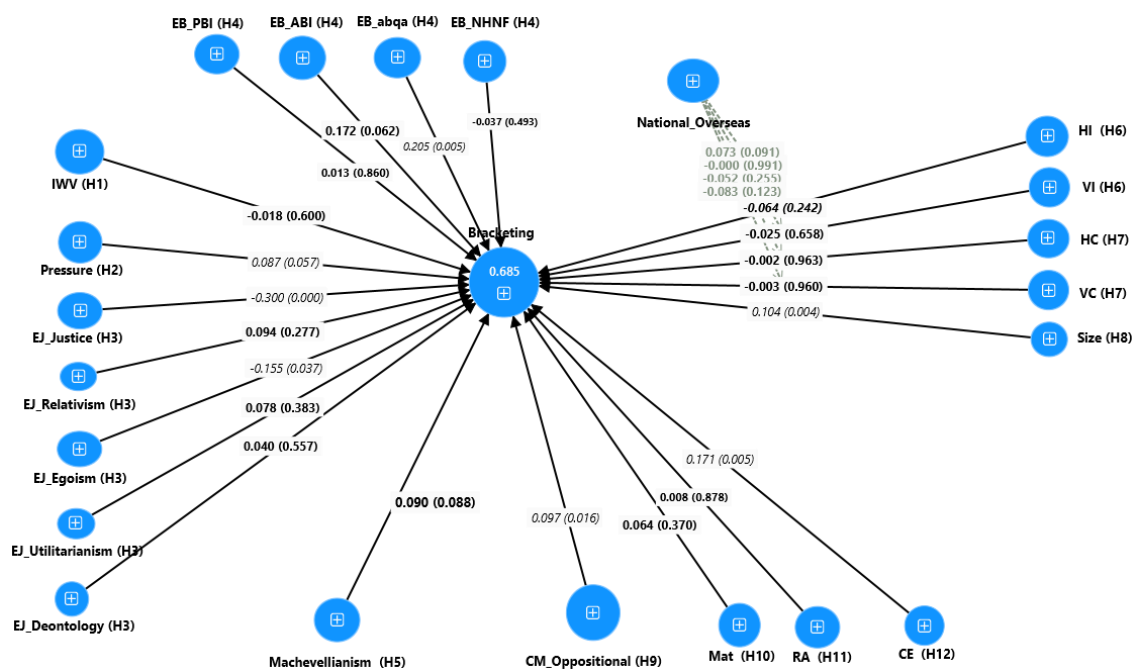 EB_PBI (H4)
EB_ABI (H4)
EB_abqa (H4)
EB_NHNF (H4)
National_Overseas
-0.037 (0.493)
0.172 (0.062)
0.205 (0.005)
0.013 (0.860)
0.073 (0.091)
-0.000 (0.991)
-0.052 (0.255)
-0.083 (0.123)
HI (H6)
VI (H6)
HC (H7)
VC (H7)
Size (H8)
IWV (H1)
Pressure (H2)
EJ_Justice (H3)
EJ_Relativism (H3)
EJ_Egoism (H3)
EJ_Utilitarianism (H3)
EJ_Deontology (H3)
-0.018 (0.600)
0.087 (0.057)
-0.300 (0.000)
0.094 (0.277)
-0.155 (0.037)
0.078 (0.383)
0.040 (0.557)
Bracketing
0.685
-0.064 (0.242)
-0.025 (0.658)
-0.002 (0.963)
-0.003 (0.960)
0.104 (0.004)
0.090 (0.088)
0.097 (0.016)
0.171 (0.005)
0.008 (0.878)
0.064 (0.370)
Machevellianism (H5)
CM_Oppositional (H9)
Mat (H10)
RA (H11)
CE (H12)